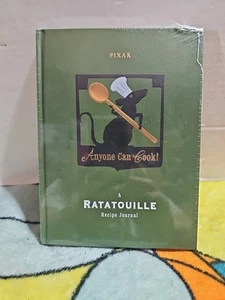 PIXAR
Anyone Can Cook!
A
RATATOUILLE
Recipe Journal